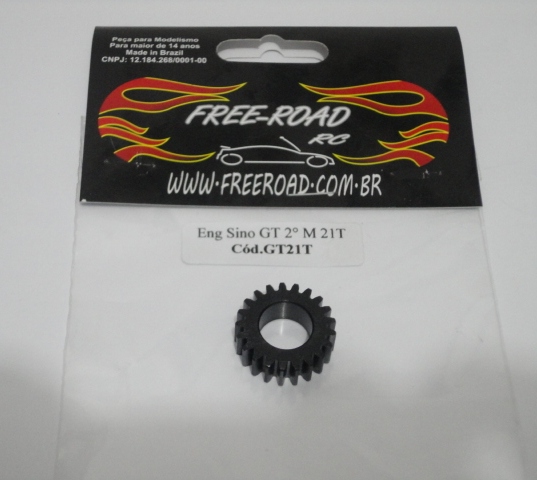 Peça para Modelismo
Para maior de 14 anos
Made in Brazil
CNPJ: 12.184.268/0001-00
FREE-ROAD
RC
WWW.FREEROAD.COM.BR
Eng Sino GT 2° M 21T
Cód.GT21T